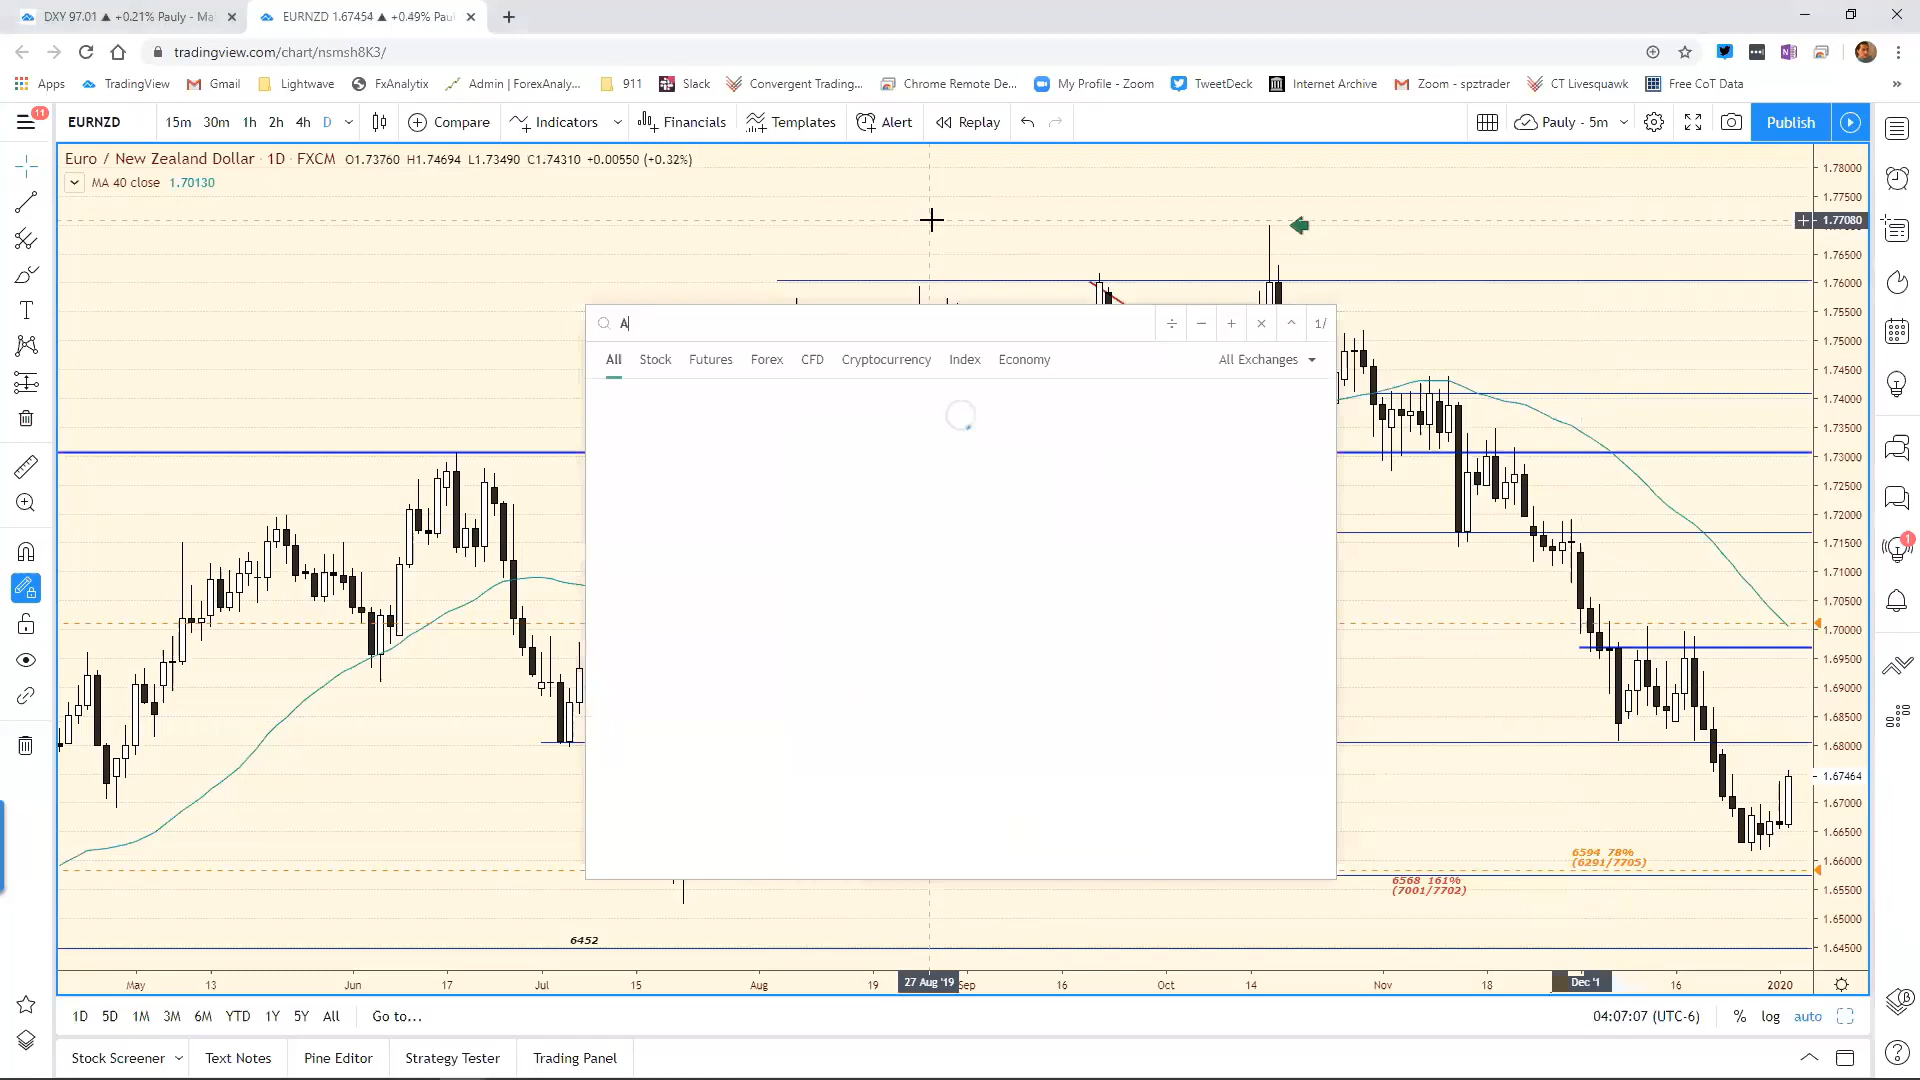 DXY 97.01 ▲ +0.21% Pauly - Ma
EURNZD 1.67454 ▲ +0.49% Pau
tradingview.com/chart/nsmsh8K3/
Apps TradingView Gmail Lightwave FxAnalytix Admin | ForexAnaly... 911 Slack Convergent Trading... Chrome Remote De... My Profile - Zoom TweetDeck Internet Archive Zoom - spztrader CT Livesquawk Free CoT Data »
11
EURNZD 15m 30m 1h 2h 4h D Compare Indicators Financials Templates Alert Replay Pauly - 5m Publish
Euro / New Zealand Dollar · 1D · FXCM O1.73760 H1.74694 L1.73490 C1.74310 +0.00550 (+0.32%)
MA 40 close 1.70130
1.78000
1.77500
1.77080
1.76500
1.76000
1.75500
1.75000
1.74500
1.74000
1.73500
1.73000
1.72500
1.72000
1.71500
1.71000
1.70500
1.70000
1.69500
1.69000
1.68500
1.68000
1.67464
1.67000
1.66500
1.66000
1.65500
1.65000
1.64500
A
÷ − + × 1/
All Stock Futures Forex CFD Cryptocurrency Index Economy All Exchanges
1
6594 78%
(6291/7705)
6568 161%
(7001/7702)
6452
May 13 Jun 17 Jul 15 Aug 19 27 Aug '19 Sep 16 Oct 14 Nov 18 Dec '1 16 2020
1D 5D 1M 3M 6M YTD 1Y 5Y All Go to... 04:07:07 (UTC-6) % log auto
Stock Screener Text Notes Pine Editor Strategy Tester Trading Panel